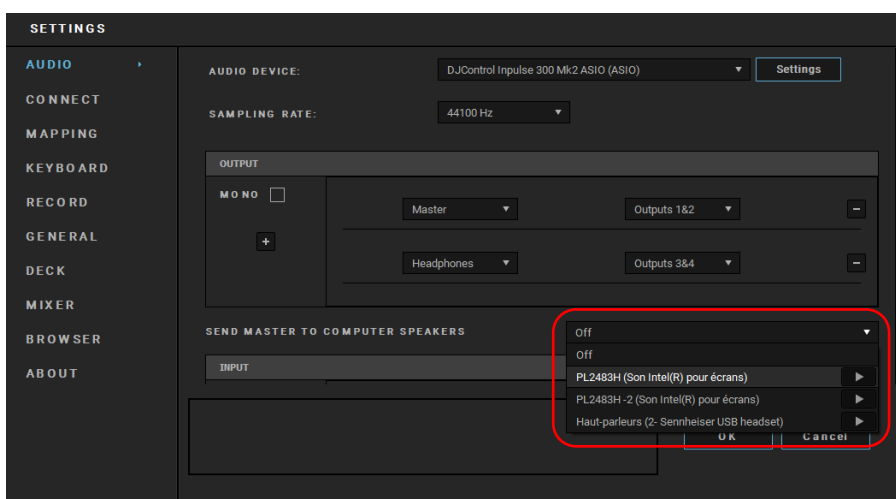 SETTINGS
AUDIO
CONNECT
MAPPING
KEYBOARD
RECORD
GENERAL
DECK
MIXER
BROWSER
ABOUT
AUDIO DEVICE: DJControl Inpulse 300 Mk2 ASIO (ASIO) Settings
SAMPLING RATE: 44100 Hz
OUTPUT
MONO
+
Master Outputs 1&2 −
Headphones Outputs 3&4 −
SEND MASTER TO COMPUTER SPEAKERS Off
Off
PL2483H (Son Intel(R) pour écrans)
PL2483H -2 (Son Intel(R) pour écrans)
Haut-parleurs (2- Sennheiser USB headset)
INPUT
OK Cancel